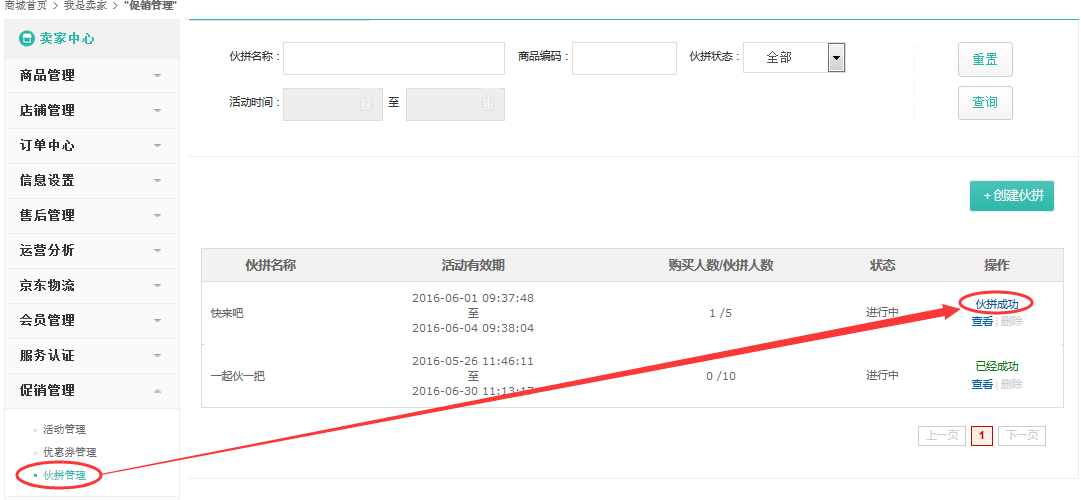 商城首页 > 我是卖家 > "促销管理"
卖家中心
商品管理
店铺管理
订单中心
信息设置
售后管理
运营分析
京东物流
会员管理
服务认证
促销管理
活动管理
优惠券管理
伙拼管理
伙拼名称：
商品编码：
伙拼状态：
全部
重置
活动时间：
至
查询
+创建伙拼
伙拼名称 活动有效期 购买人数/伙拼人数 状态 操作
快来吧
2016-06-01 09:37:48
至
2016-06-04 09:38:04
1 /5
进行中
伙拼成功
查看 | 删除
一起伙一把
2016-05-26 11:46:11
至
2016-06-30 11:13:17
0 /10
进行中
已经成功
查看 | 删除
上一页 1 下一页